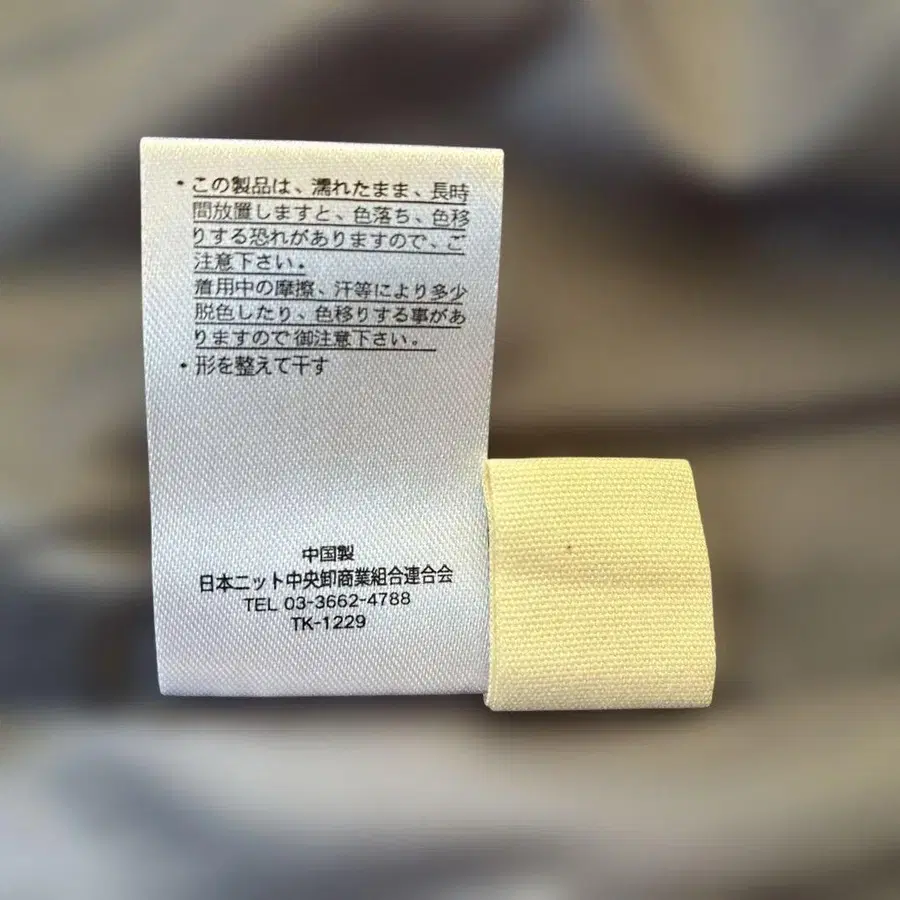 ・この製品は、濡れたまま、長時
間放置しますと、色落ち、色移
りする恐れがありますので、ご
注意下さい。
着用中の摩擦、汗等により多少
脱色したり、色移りする事があ
りますので御注意下さい。
・形を整えて干す
中国製
日本ニット中央卸商業組合連合会
TEL 03-3662-4788
TK-1229